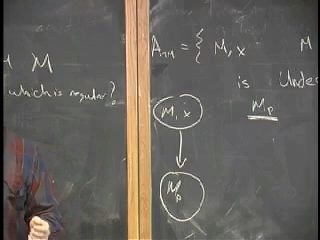 M
which is regular?
A_TM = { M, x M
is Undec
M, x
M_p
M_p